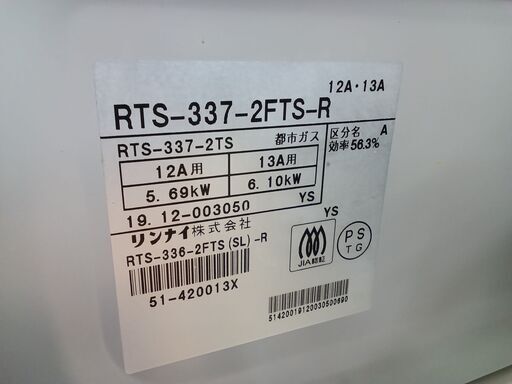 12A・13A
RTS-337-2FTS-R
RTS-337-2TS 都市ガス 区分名 A
効率56.3%
12A用 13A用
5.69kW 6.10kW
19.12-003050 YS
リンナイ株式会社 YS
RTS-336-2FTS(SL)-R
JIA認証
PS
TG
51-420013X
51420019120030500690